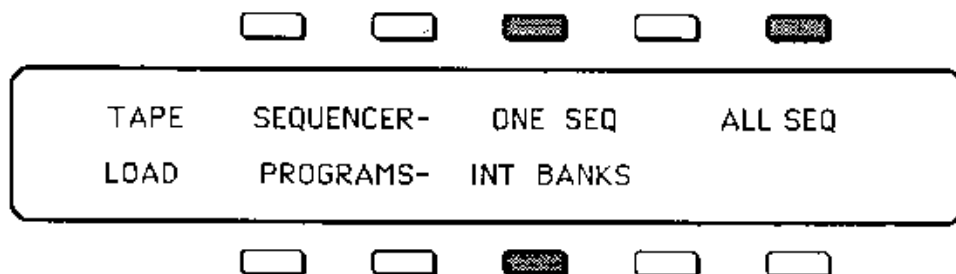 TAPE SEQUENCER- ONE SEQ ALL SEQ
LOAD PROGRAMS- INT BANKS